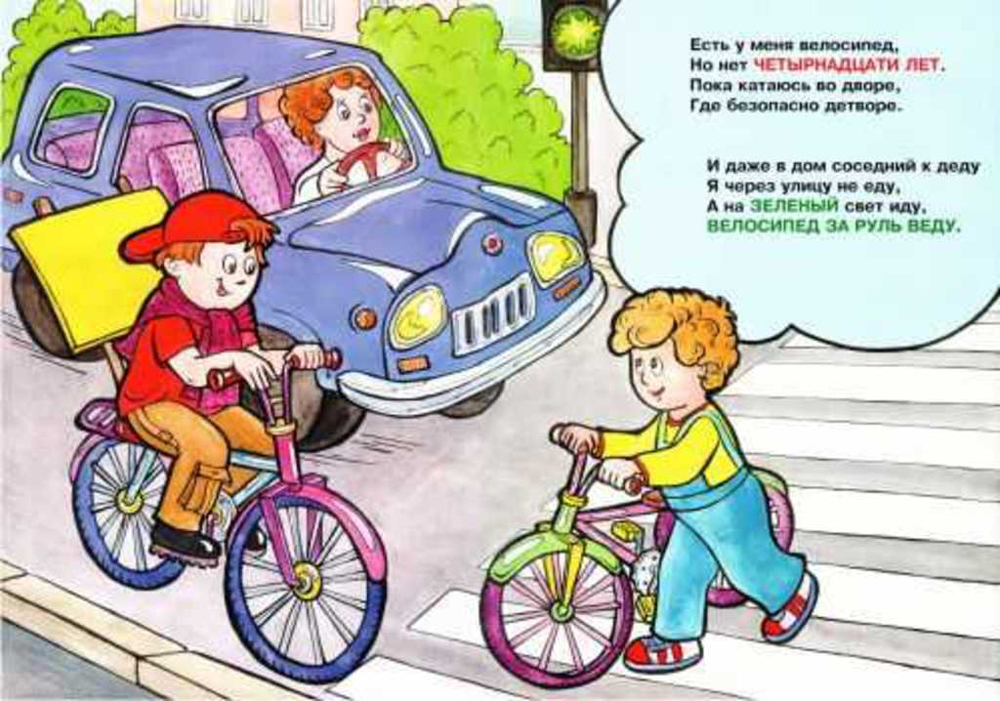 Есть у меня велосипед,
Но нет ЧЕТЫРНАДЦАТИ ЛЕТ.
Пока катаюсь во дворе,
Где безопасно детворе.
И даже в дом соседний к деду
Я через улицу не еду,
А на ЗЕЛЕНЫЙ свет иду,
ВЕЛОСИПЕД ЗА РУЛЬ ВЕДУ.